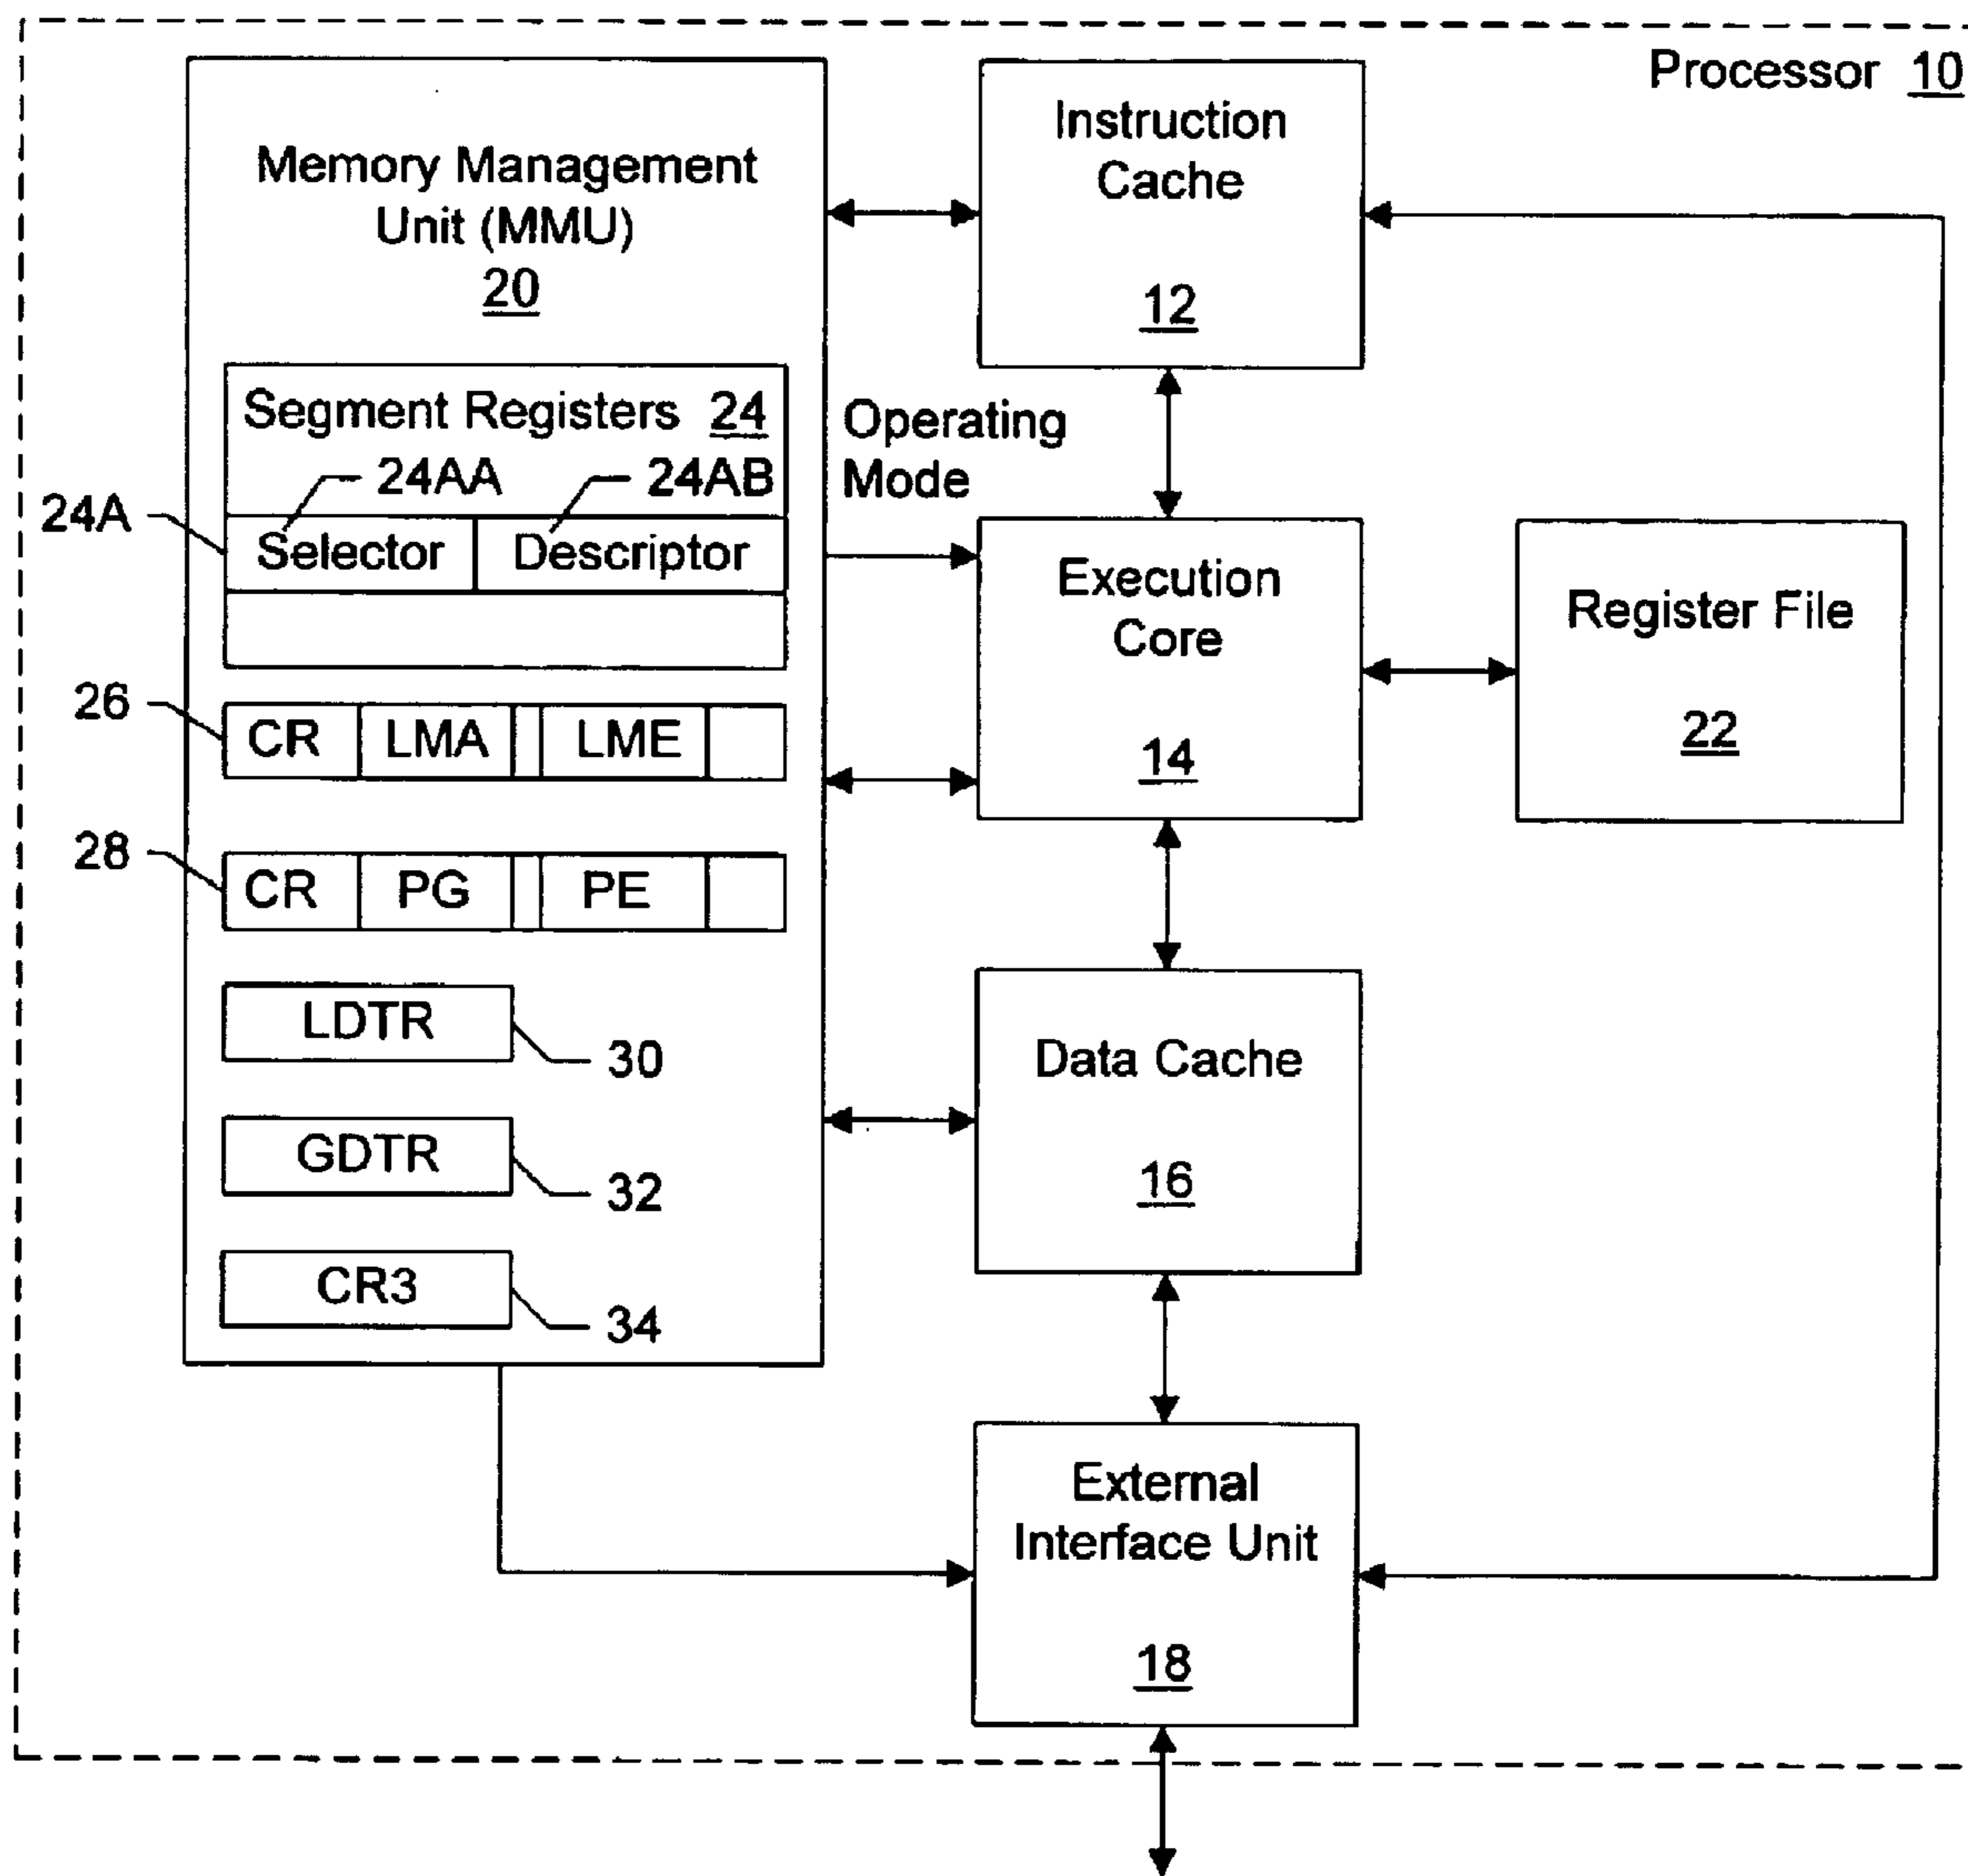 Processor 10
Memory Management
Unit (MMU)
20
Segment Registers 24
24AA
24AB
24A
Selector
Descriptor
26
CR
LMA
LME
28
CR
PG
PE
LDTR
30
GDTR
32
CR3
34
Instruction
Cache
12
Operating
Mode
Execution
Core
14
Register File
22
Data Cache
16
External
Interface Unit
18